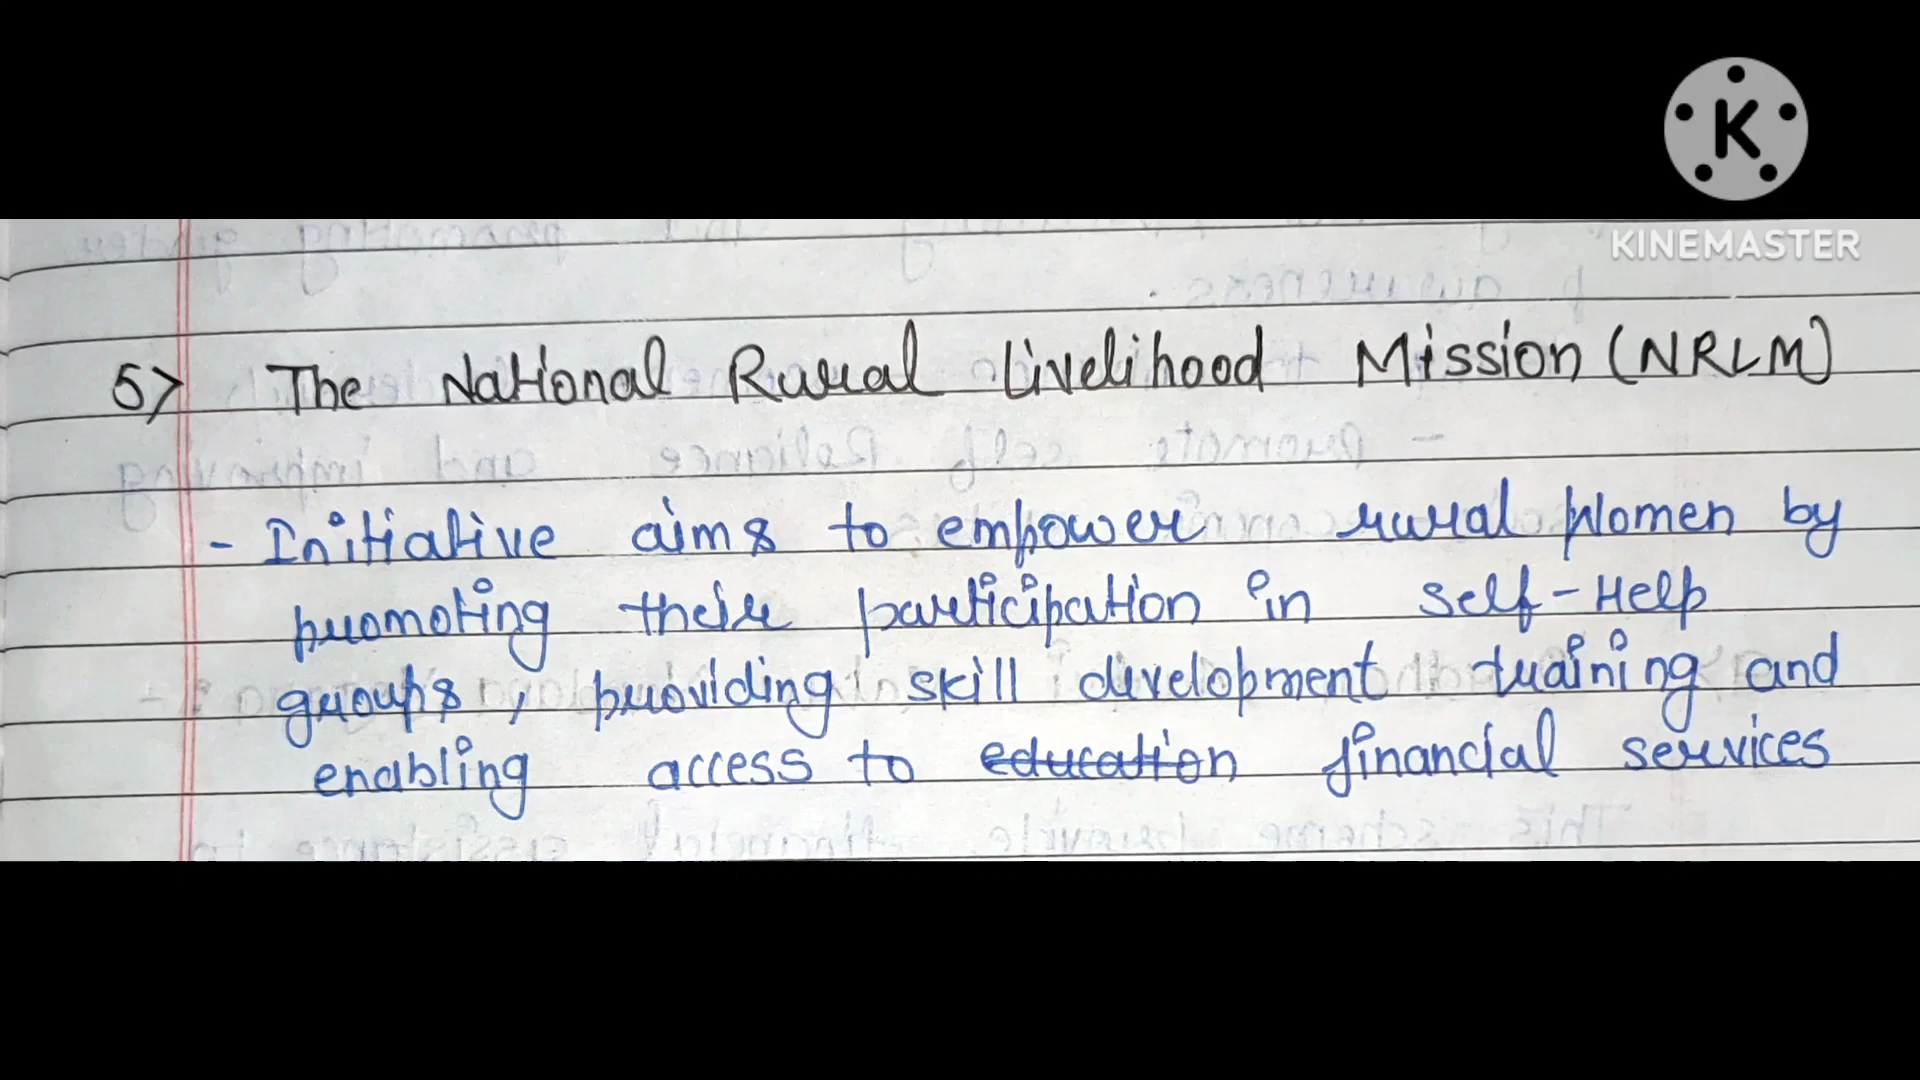 K
KINEMASTER
5> The National Rural Livelihood Mission (NRLM)
- Initiative aims to empower rural Women by
promoting their participation in self-Help
groups, providing skill development training and
enabling access to ~~education~~ financial services